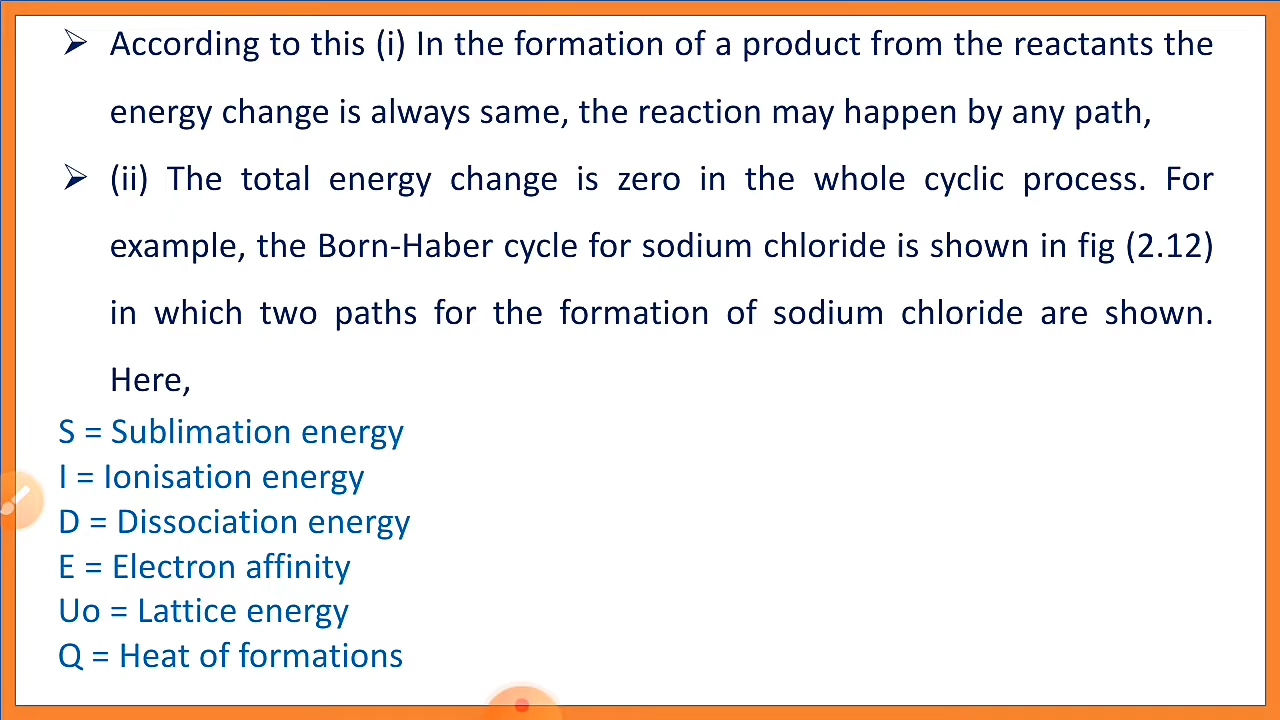 ➢ According to this (i) In the formation of a product from the reactants the
energy change is always same, the reaction may happen by any path,
➢ (ii) The total energy change is zero in the whole cyclic process. For
example, the Born-Haber cycle for sodium chloride is shown in fig (2.12)
in which two paths for the formation of sodium chloride are shown.
Here,
S = Sublimation energy
I = Ionisation energy
D = Dissociation energy
E = Electron affinity
Uo = Lattice energy
Q = Heat of formations